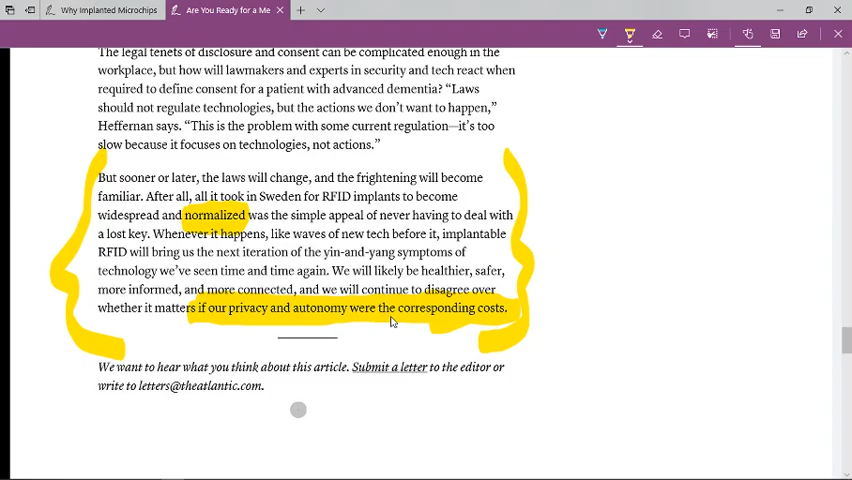 Why Implanted Microchips
Are You Ready for a Me
The legal tenets of disclosure and consent can be complicated enough in the
workplace, but how will lawmakers and experts in security and tech react when
required to define consent for a patient with advanced dementia? “Laws
should not regulate technologies, but the actions we don’t want to happen,”
Heffernan says. “This is the problem with some current regulation—it’s too
slow because it focuses on technologies, not actions.”
But sooner or later, the laws will change, and the frightening will become
familiar. After all, all it took in Sweden for RFID implants to become
widespread and normalized was the simple appeal of never having to deal with
a lost key. Whenever it happens, like waves of new tech before it, implantable
RFID will bring us the next iteration of the yin-and-yang symptoms of
technology we’ve seen time and time again. We will likely be healthier, safer,
more informed, and more connected, and we will continue to disagree over
whether it matters if our privacy and autonomy were the corresponding costs.
We want to hear what you think about this article. Submit a letter to the editor or
write to letters@theatlantic.com.